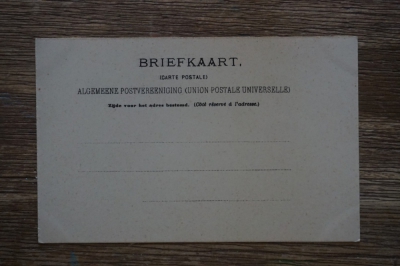 BRIEFKAART.
(CARTE POSTALE)
ALGEMEENE POSTVEREENIGING (UNION POSTALE UNIVERSELLE)
Zijde voor het adres bestemd. (Côté réservé à l'adresse.)